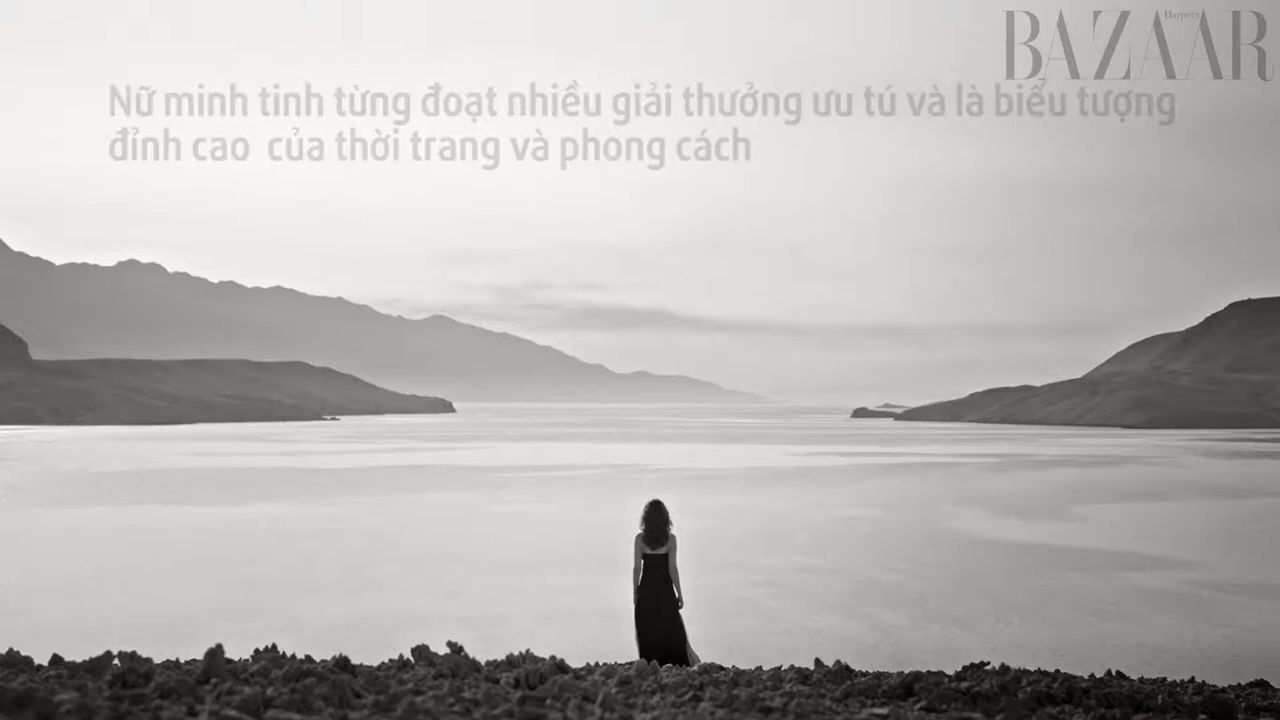 Harper's
BAZAAR
Nữ minh tinh từng đoạt nhiều giải thưởng ưu tú và là biểu tượng
đỉnh cao  của thời trang và phong cách